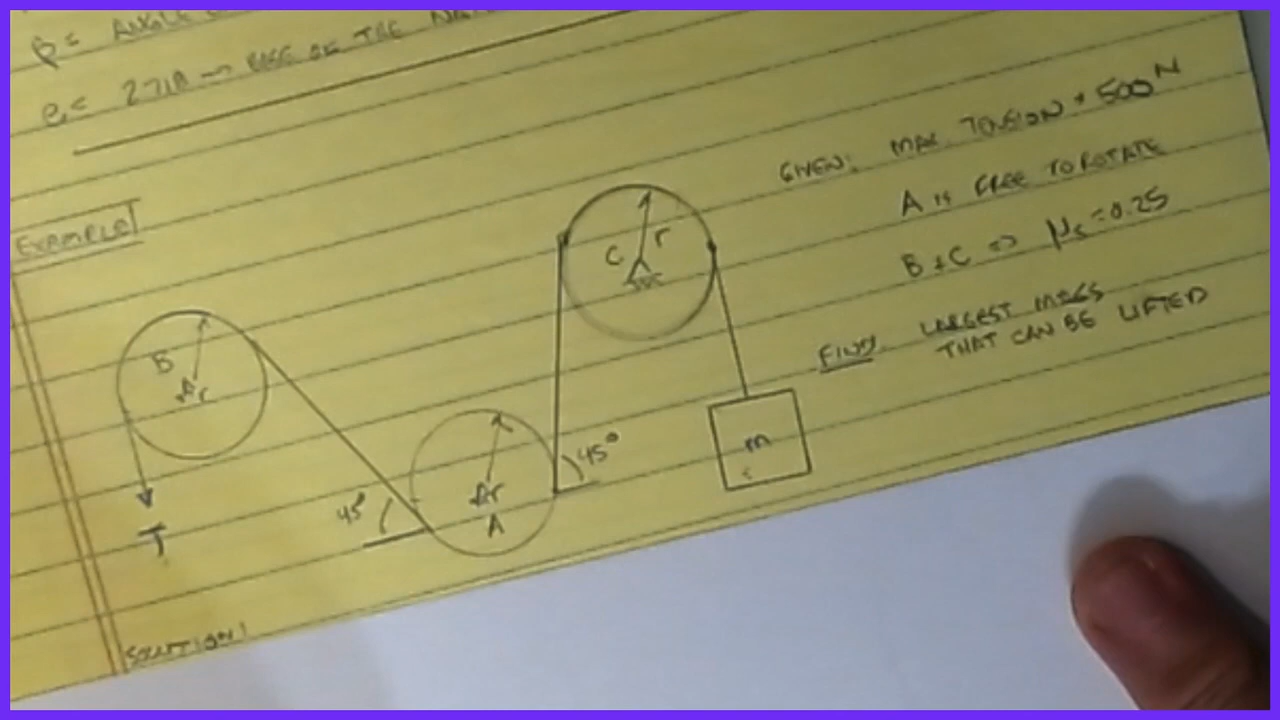 β = ANGLE
e = 2.718 → BASE OF THE
EXAMPLE
GIVEN: MAX. TENSION = 500 N
A IS FREE TO ROTATE
B & C => μs = 0.25
FIND: LARGEST MASS
THAT CAN BE LIFTED
C r
B
r
45°
45°
r
A
m
T
SOLUTION!